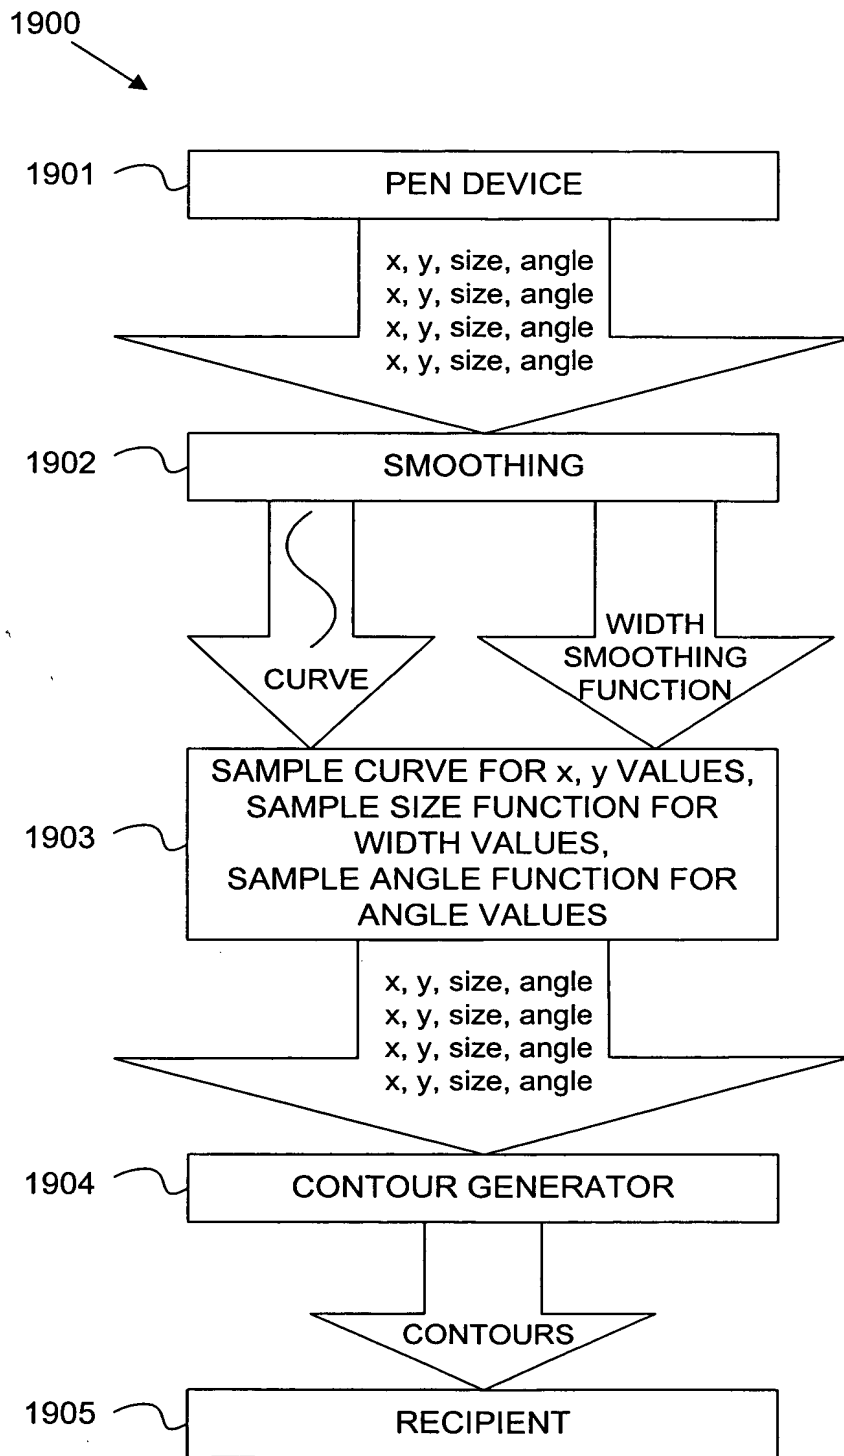 1900
1901
PEN DEVICE
x, y, size, angle
x, y, size, angle
x, y, size, angle
x, y, size, angle
1902
SMOOTHING
CURVE
WIDTH
SMOOTHING
FUNCTION
1903
SAMPLE CURVE FOR x, y VALUES,
SAMPLE SIZE FUNCTION FOR
WIDTH VALUES,
SAMPLE ANGLE FUNCTION FOR
ANGLE VALUES
x, y, size, angle
x, y, size, angle
x, y, size, angle
x, y, size, angle
1904
CONTOUR GENERATOR
CONTOURS
1905
RECIPIENT